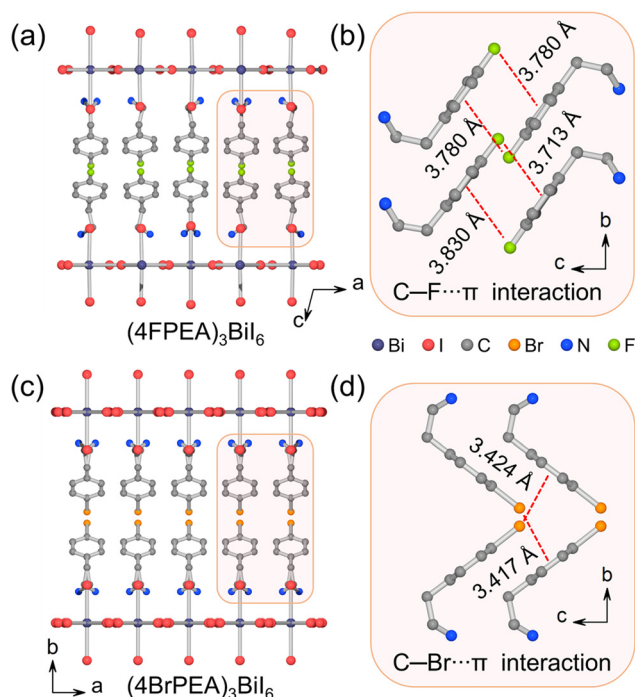 (a)
a
c
(4FPEA)₃BiI₆
(b)
3.780 Å
3.780 Å
3.713 Å
3.830 Å
b
c
C—F···π interaction
Bi I C Br N F
(c)
b
a
(4BrPEA)₃BiI₆
(d)
3.424 Å
3.417 Å
b
c
C—Br···π interaction